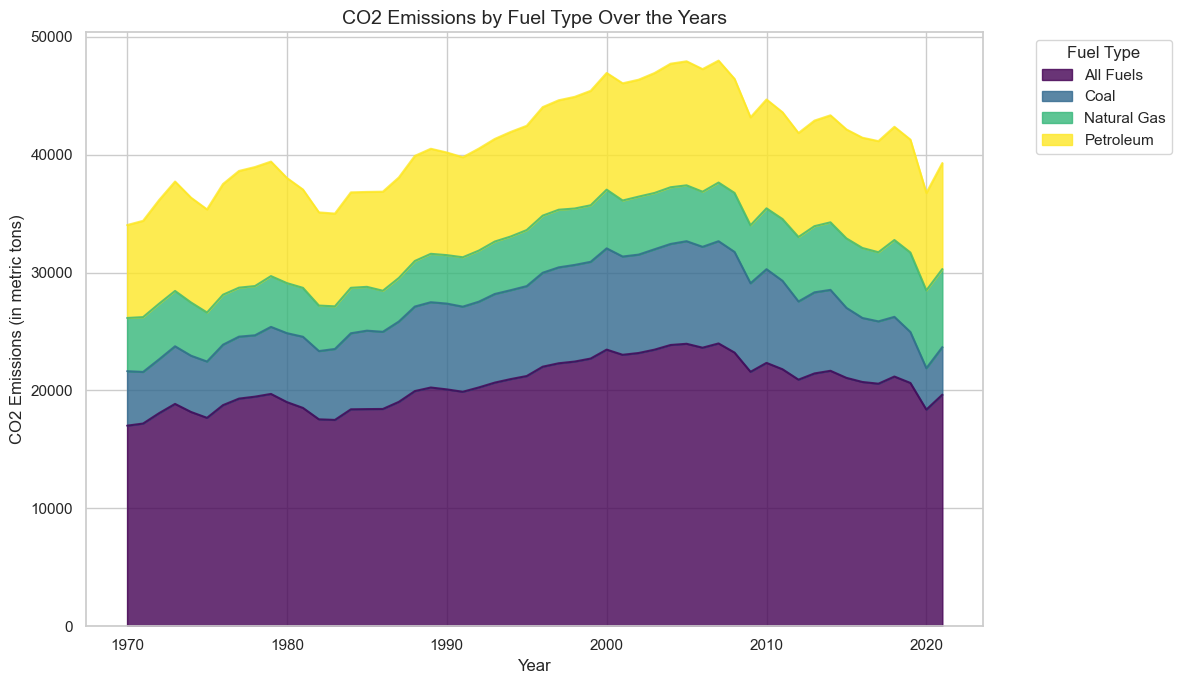 CO2 Emissions by Fuel Type Over the Years
50000
40000
30000
20000
10000
0
CO2 Emissions (in metric tons)
1970
1980
1990
2000
2010
2020
Year
Fuel Type
All Fuels
Coal
Natural Gas
Petroleum